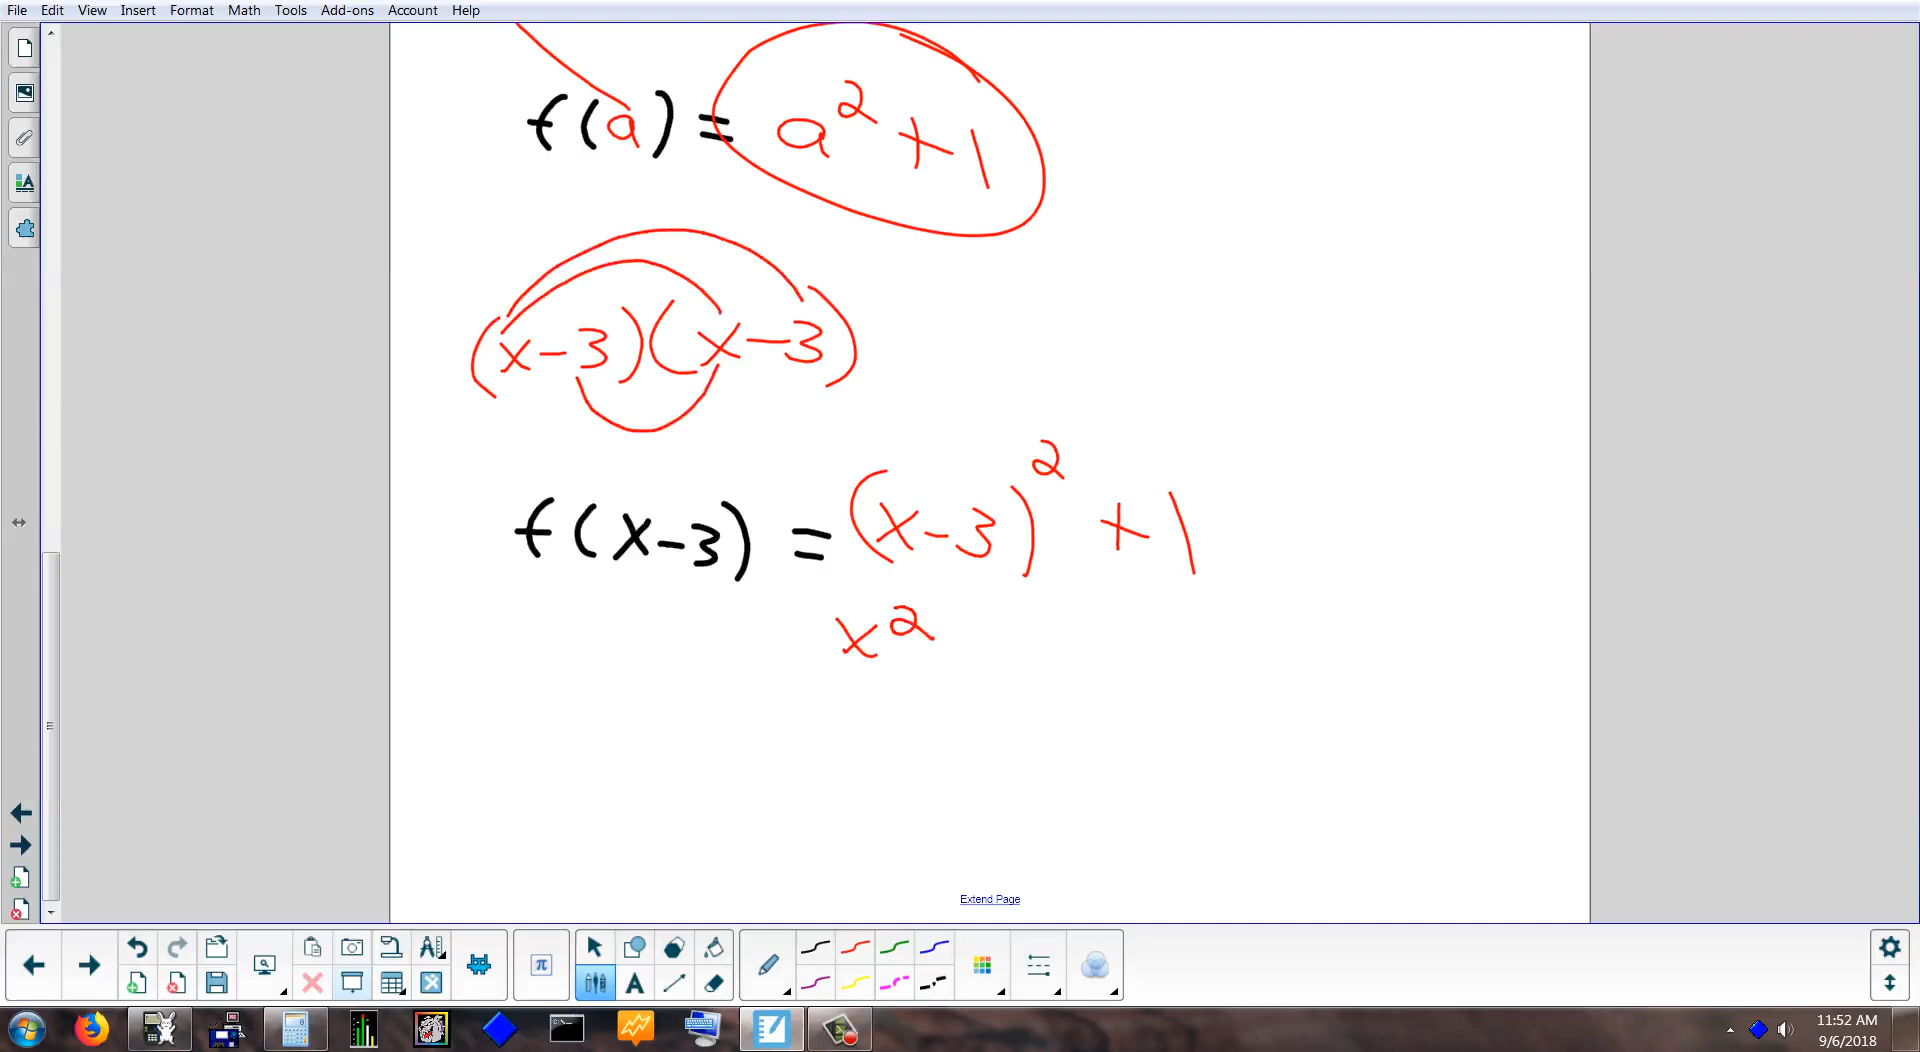 File Edit View Insert Format Math Tools Add-ons Account Help
f(a) = a² + 1
(x-3)(x-3)
f(x-3) = (x-3)² + 1
x²
Extend Page
π
A
11:52 AM
9/6/2018